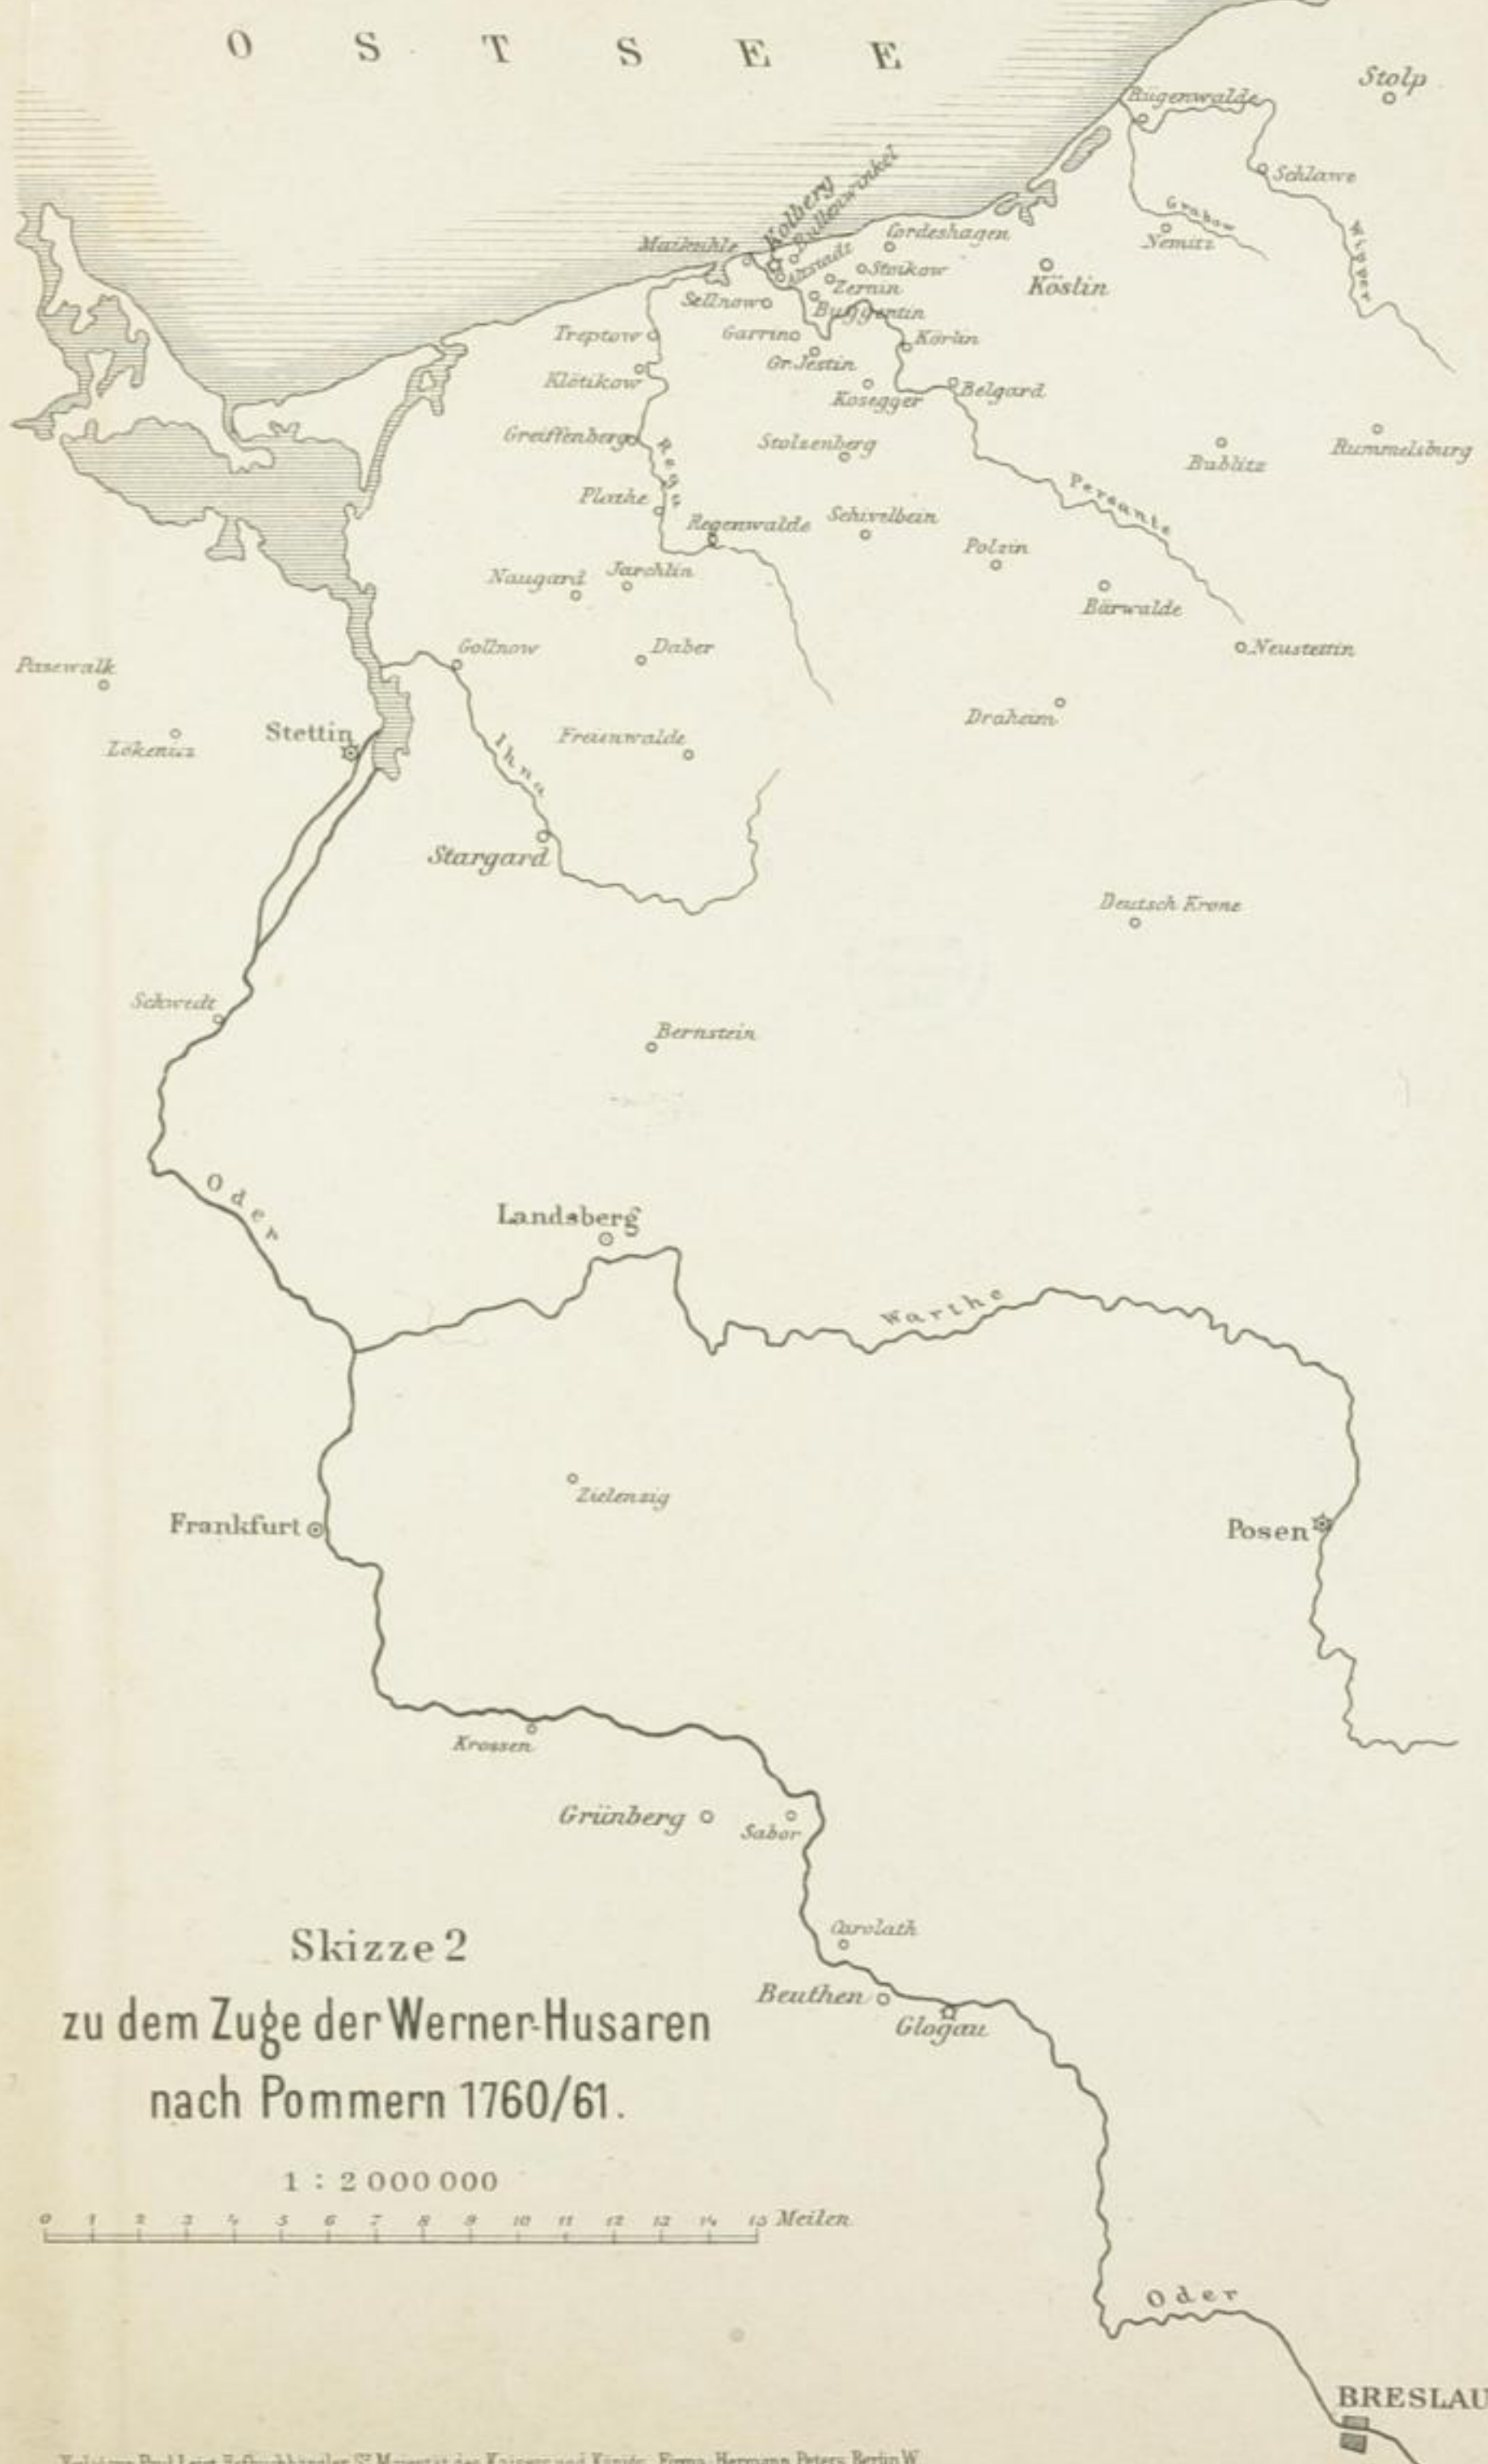 OSTSEE
Stolp
Rügenwalde
Schlawe
Grabow
Nemitz
Wipper
Kolberg
Bullenwinkel
Maikuhle
Altstadt
Cordeshagen
Stoikow
Zernin
Köslin
Sellnow
Buggentin
Treptow
Garrin
Körlin
Gr. Jestin
Klötikow
Kosegger
Belgard
Greiffenberg
Rega
Stolzenberg
Bublitz
Rummelsburg
Plathe
Persante
Regenwalde
Schivelbein
Polzin
Naugard
Jarchlin
Bärwalde
Gollnow
Daber
Neustettin
Pasewalk
Draheim
Stettin
Lökenitz
Ihna
Freienwalde
Stargard
Deutsch Krone
Schwedt
Bernstein
Oder
Landsberg
Warthe
Zielenzig
Frankfurt
Posen
Krossen
Grünberg
Sabor
Carolath
Beuthen
Glogau
Skizze 2
zu dem Zuge der Werner-Husaren
nach Pommern 1760/61.
1 : 2 000 000
0 1 2 3 4 5 6 7 8 9 10 11 12 13 14 15 Meilen
Oder
BRESLAU